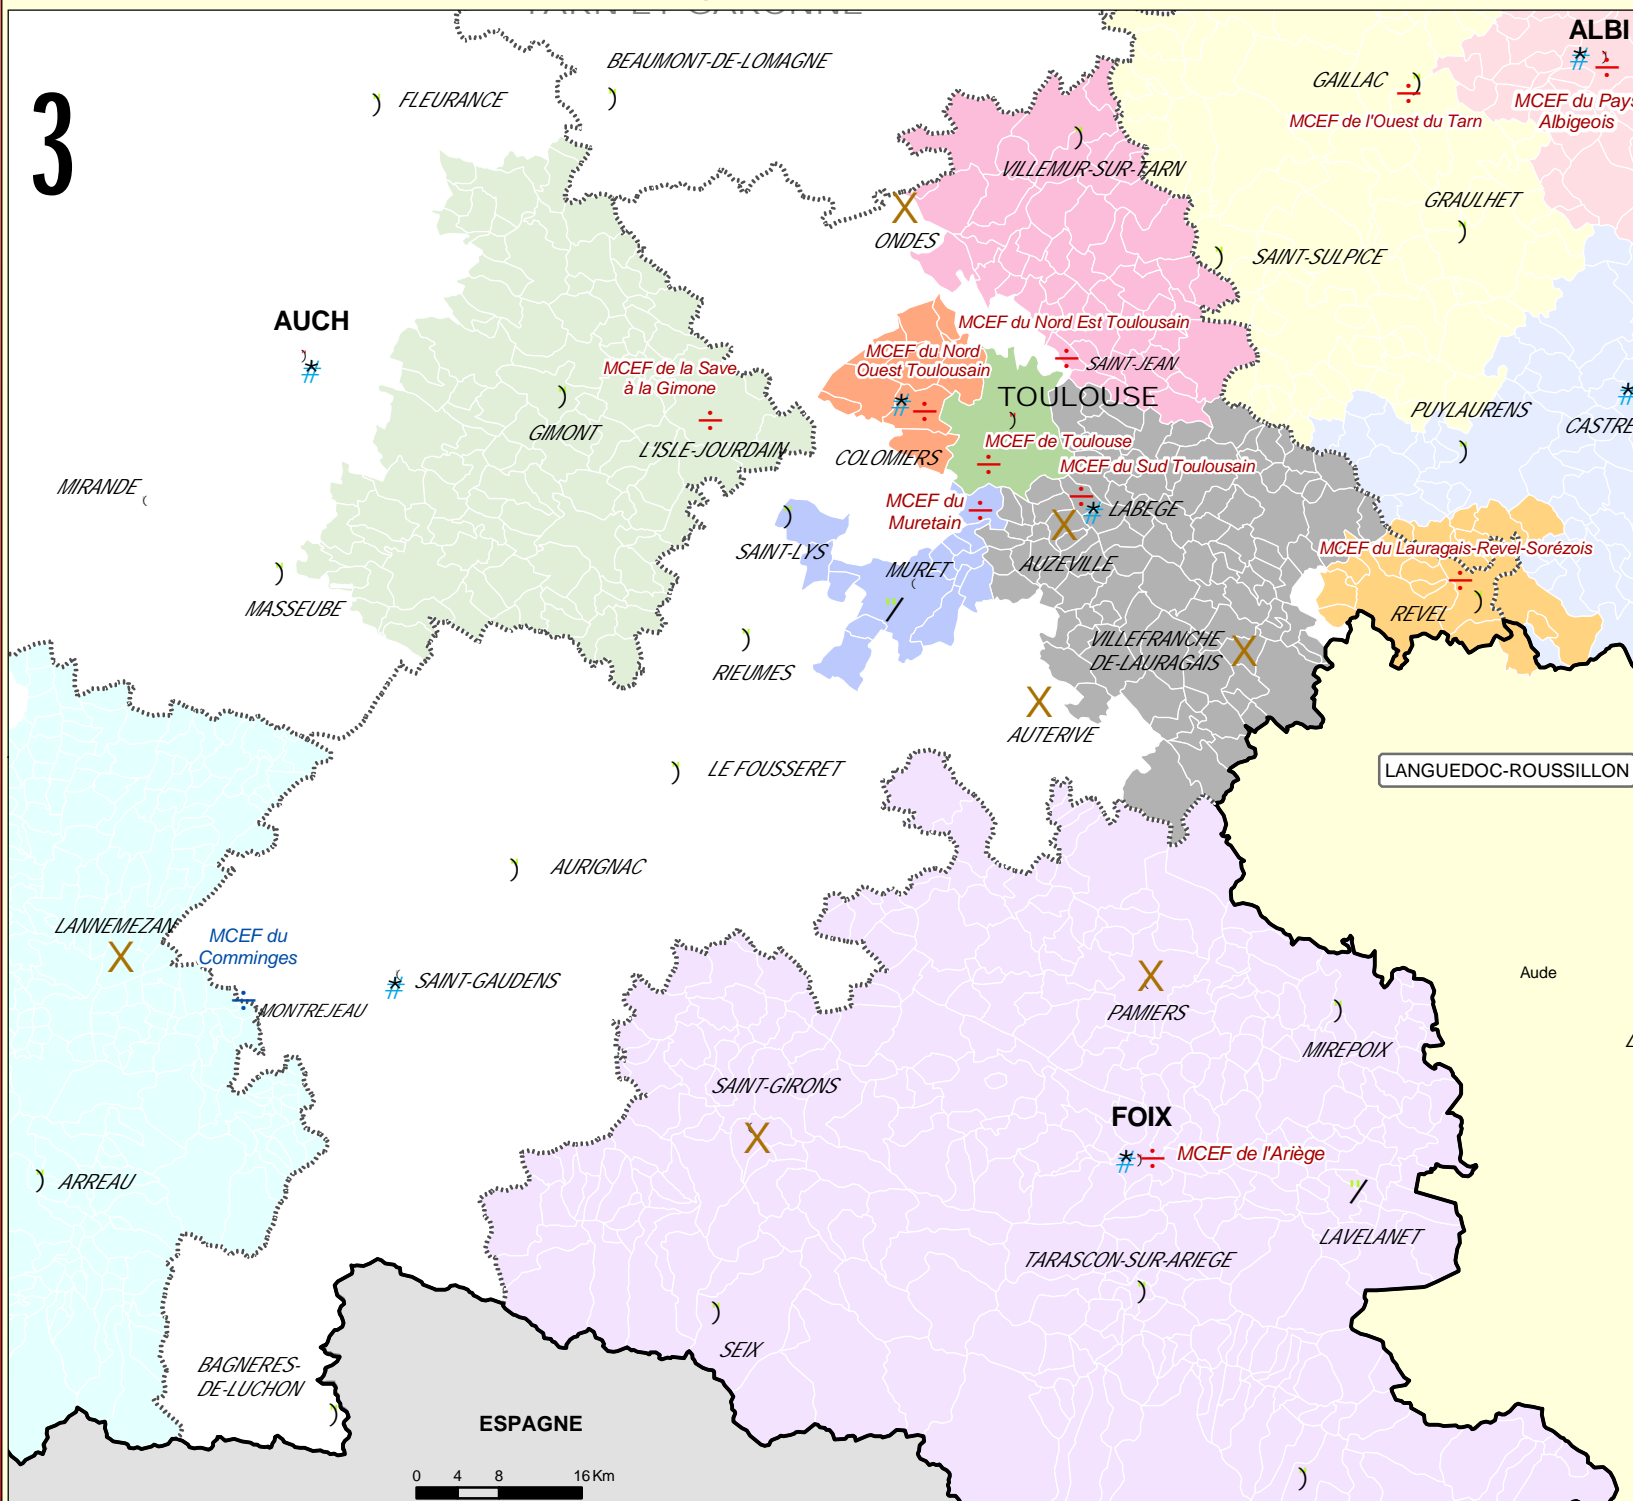 TARN-ET-GARONNE
3
ALBI
BEAUMONT-DE-LOMAGNE
FLEURANCE
GAILLAC
MCEF de l'Ouest du Tarn
MCEF du Pays
Albigeois
VILLEMUR-SUR-TARN
GRAULHET
ONDES
SAINT-SULPICE
AUCH
MCEF du Nord Est Toulousain
MCEF du Nord
Ouest Toulousain
SAINT-JEAN
MCEF de la Save
à la Gimone
TOULOUSE
PUYLAURENS
CASTRE
GIMONT
L'ISLE-JOURDAIN
COLOMIERS
MCEF de Toulouse
MCEF du Sud Toulousain
MIRANDE
MCEF du
Muretain
LABEGE
SAINT-LYS
MURET
AUZEVILLE
MCEF du Lauragais-Revel-Sorézois
MASSEUBE
REVEL
RIEUMES
VILLEFRANCHE
DE-LAURAGAIS
AUTERIVE
LE FOUSSERET
LANGUEDOC-ROUSSILLON
AURIGNAC
LANNEMEZAN
MCEF du
Comminges
SAINT-GAUDENS
MONTREJEAU
Aude
PAMIERS
MIREPOIX
SAINT-GIRONS
FOIX
MCEF de l'Ariège
ARREAU
LAVELANET
TARASCON-SUR-ARIEGE
SEIX
BAGNERES-
DE-LUCHON
ESPAGNE
0 4 8 16 Km